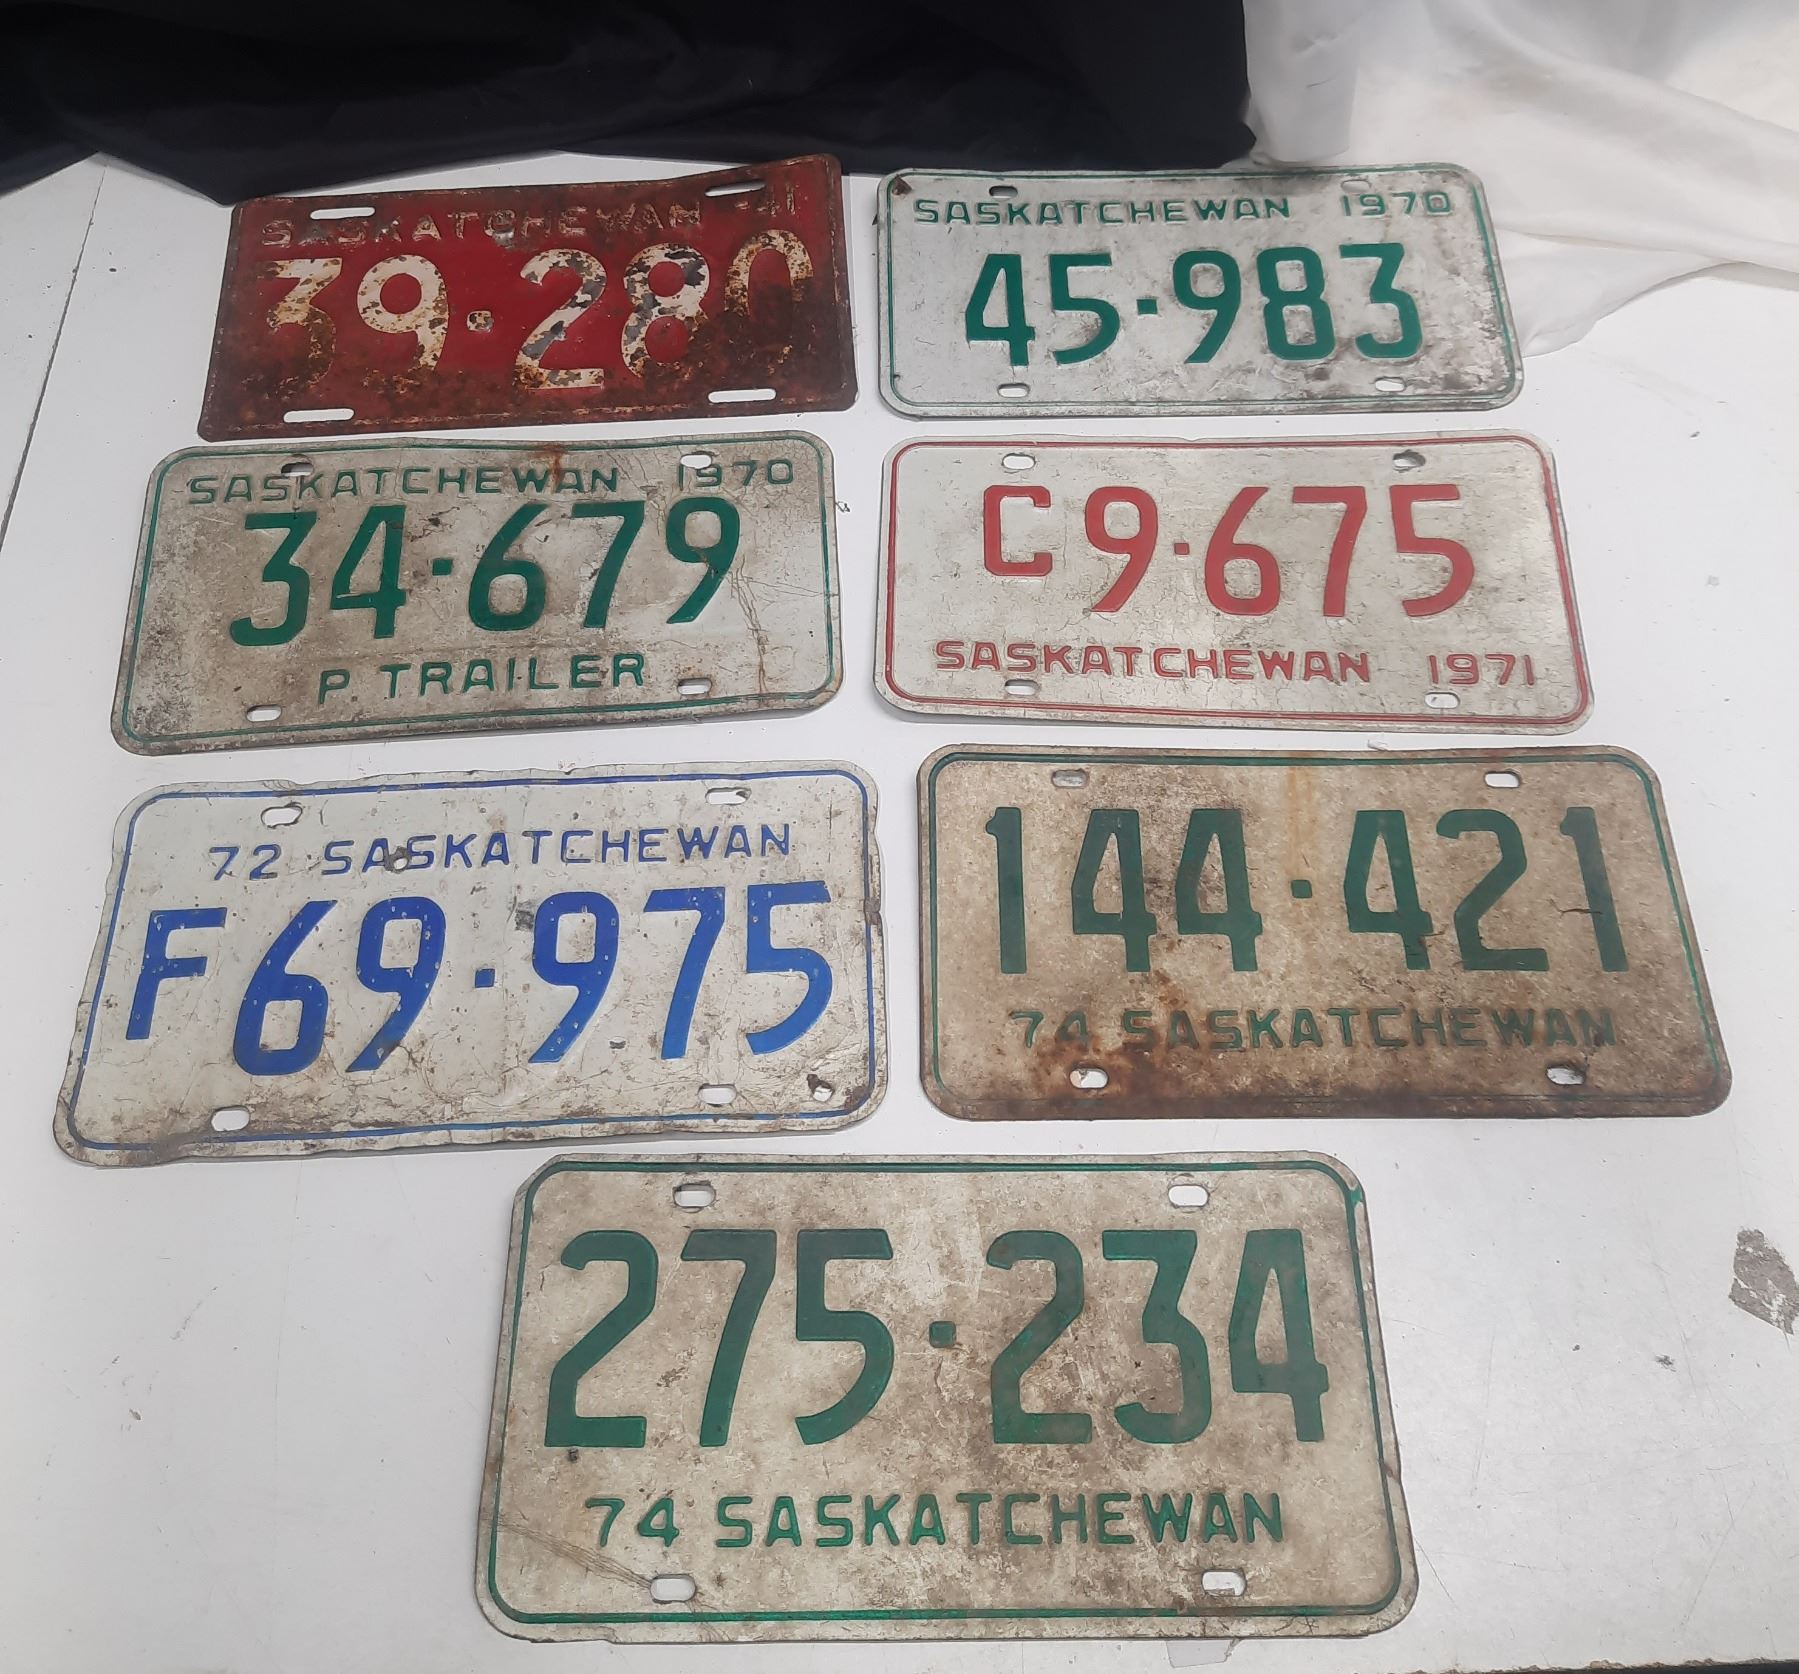 SASKATCHEWAN -41
39·280
SASKATCHEWAN 1970
45·983
SASKATCHEWAN 1970
34·679
P. TRAILER
C9·675
SASKATCHEWAN 1971
72 SASKATCHEWAN
F69·975
144·421
74 SASKATCHEWAN
275·234
74 SASKATCHEWAN